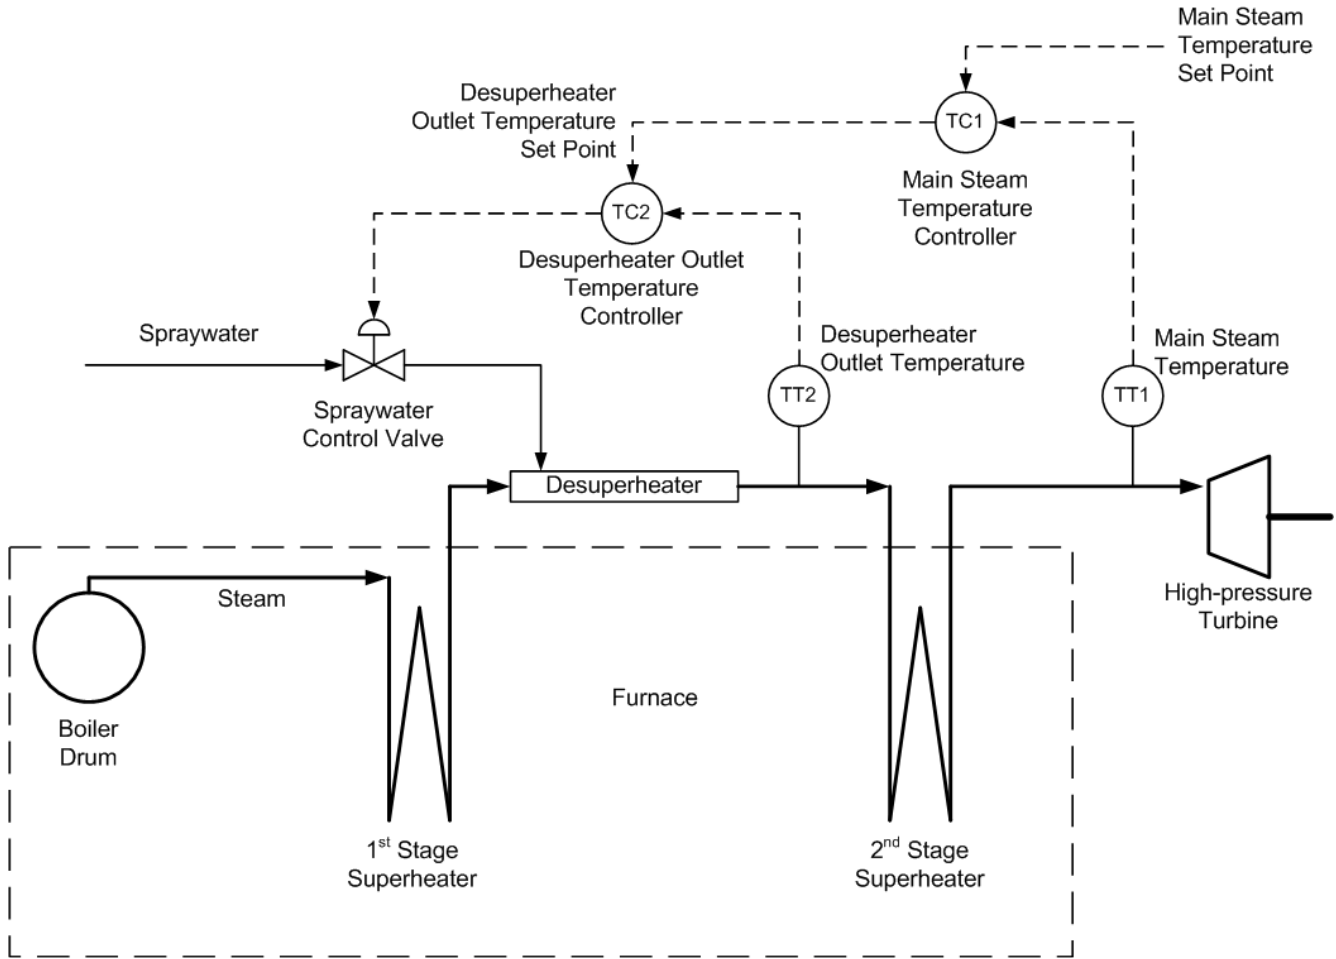 Main Steam
Temperature
Set Point
Desuperheater
Outlet Temperature
Set Point
TC1
Main Steam
Temperature
Controller
TC2
Desuperheater Outlet
Temperature
Controller
Spraywater
Spraywater
Control Valve
Desuperheater
Outlet Temperature
TT2
Main Steam
Temperature
TT1
Desuperheater
High-pressure
Turbine
Steam
Boiler
Drum
Furnace
1st Stage
Superheater
2nd Stage
Superheater